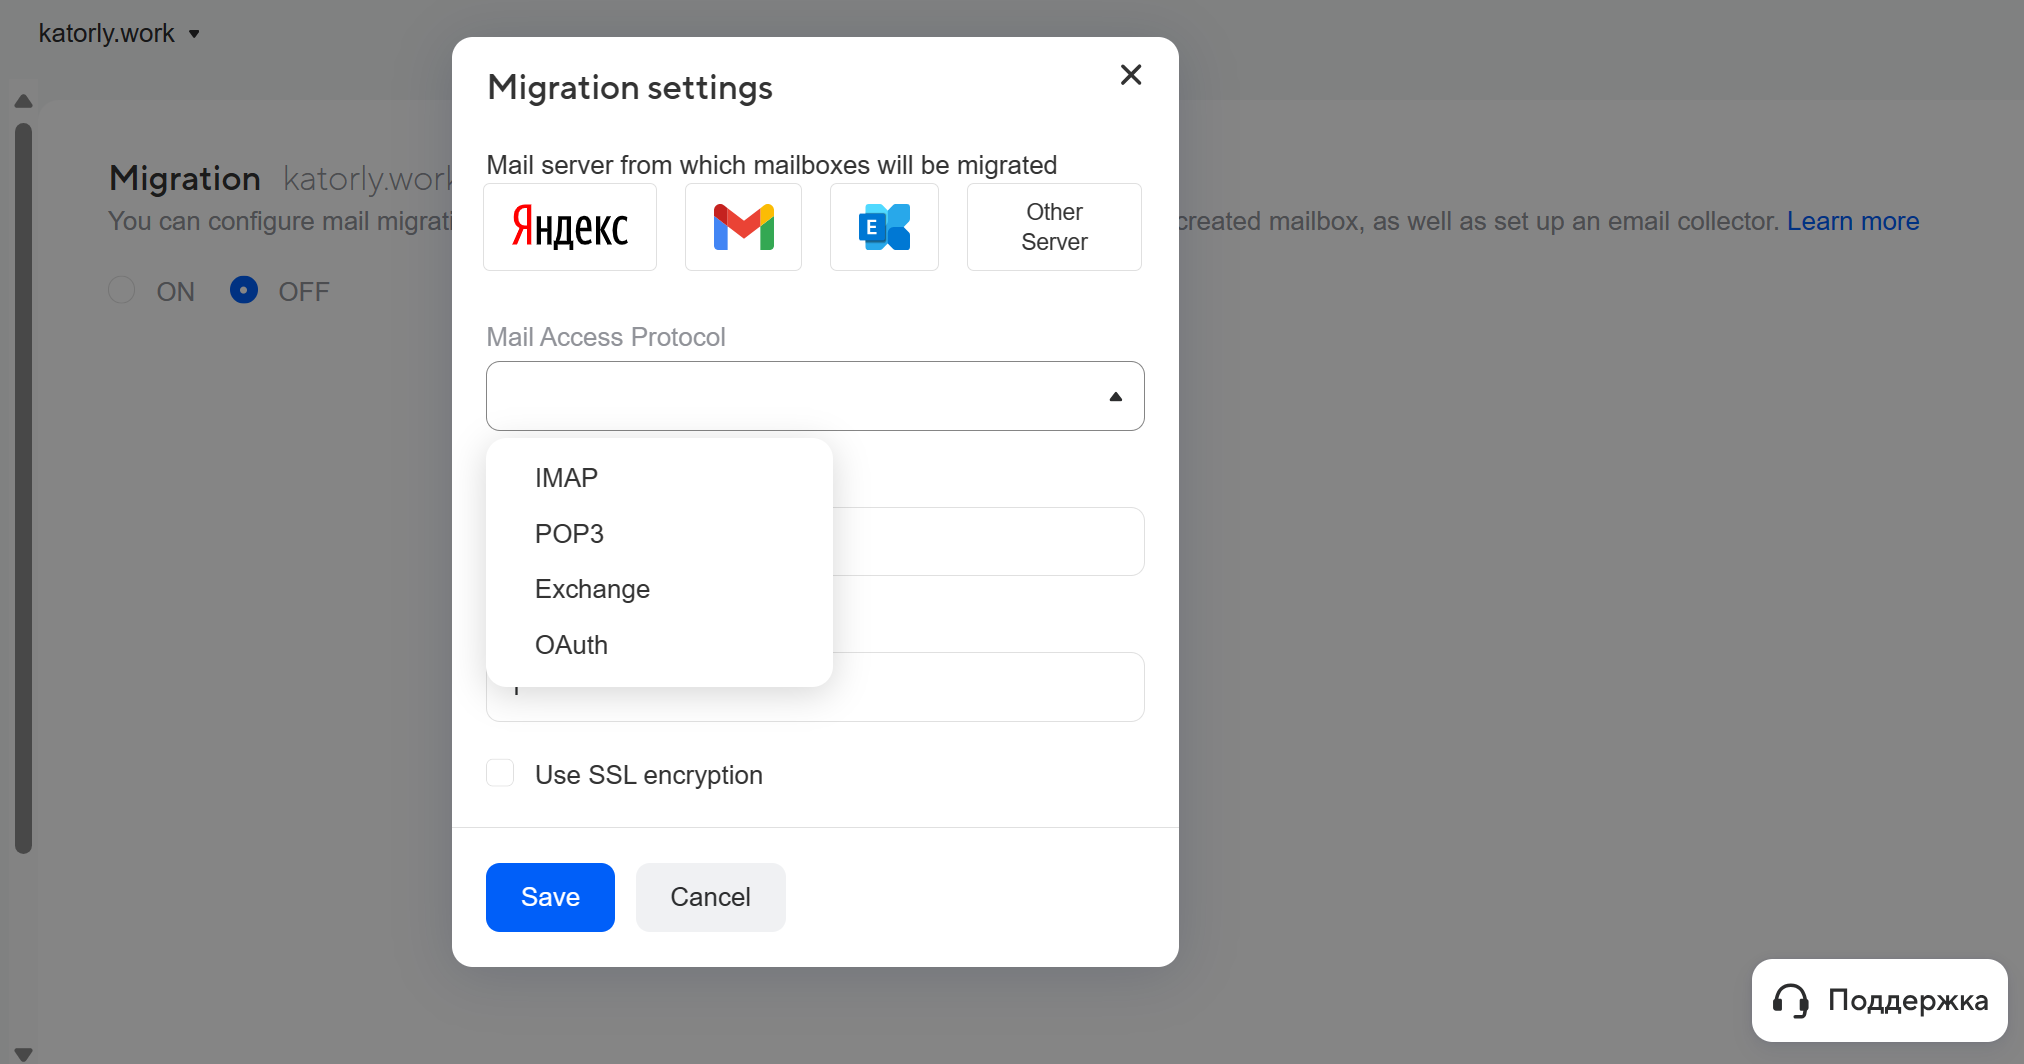 katorly.work
Migration settings
Migration katorly.work
Mail server from which mailboxes will be migrated
Яндекс
E
Other
Server
You can configure mail migrati
created mailbox, as well as set up an email collector. Learn more
ON
OFF
Mail Access Protocol
IMAP
POP3
Exchange
OAuth
Use SSL encryption
Save
Cancel
Поддержка